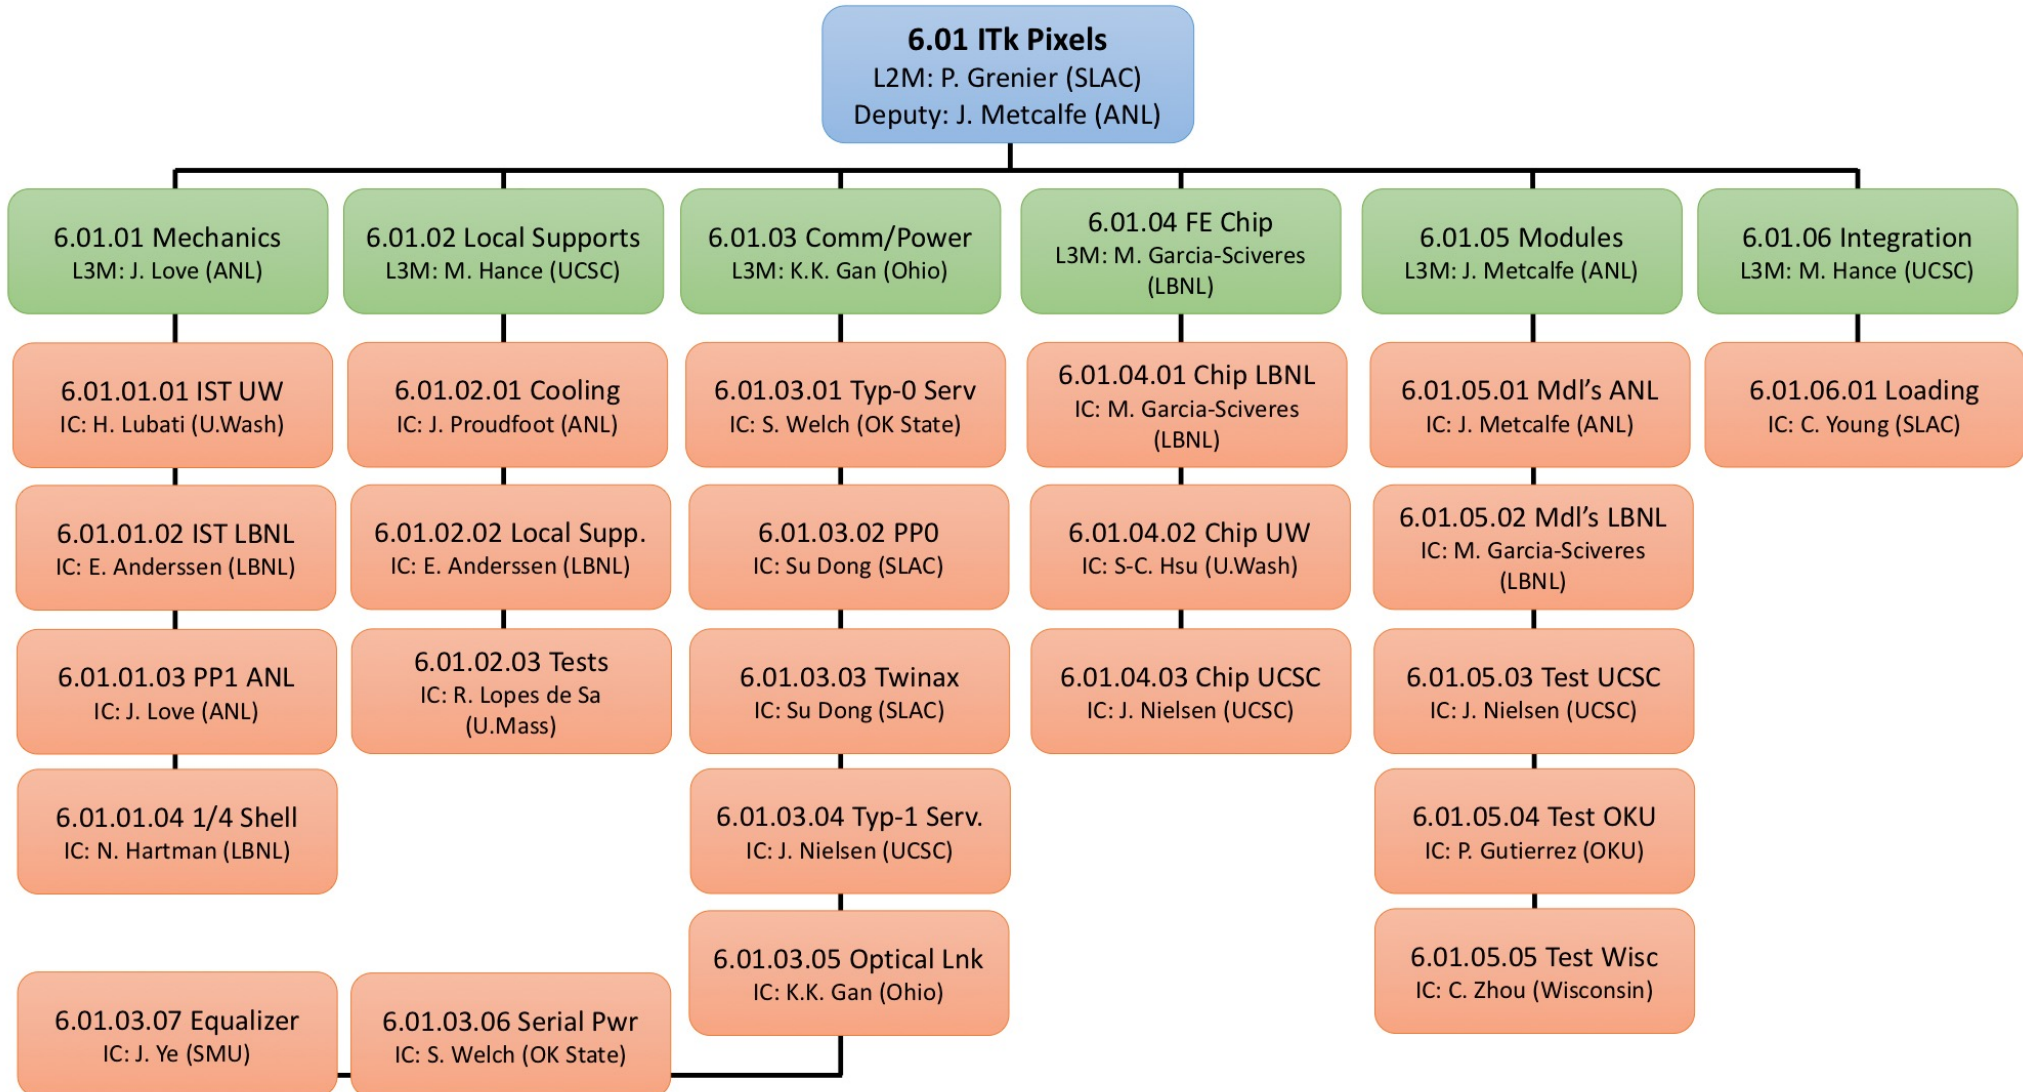 6.01 ITk Pixels
L2M: P. Grenier (SLAC)
Deputy: J. Metcalfe (ANL)
6.01.01 Mechanics
L3M: J. Love (ANL)
6.01.02 Local Supports
L3M: M. Hance (UCSC)
6.01.03 Comm/Power
L3M: K.K. Gan (Ohio)
6.01.04 FE Chip
L3M: M. Garcia-Sciveres
(LBNL)
6.01.05 Modules
L3M: J. Metcalfe (ANL)
6.01.06 Integration
L3M: M. Hance (UCSC)
6.01.01.01 IST UW
IC: H. Lubati (U.Wash)
6.01.02.01 Cooling
IC: J. Proudfoot (ANL)
6.01.03.01 Typ-0 Serv
IC: S. Welch (OK State)
6.01.04.01 Chip LBNL
IC: M. Garcia-Sciveres
(LBNL)
6.01.05.01 Mdl’s ANL
IC: J. Metcalfe (ANL)
6.01.06.01 Loading
IC: C. Young (SLAC)
6.01.01.02 IST LBNL
IC: E. Anderssen (LBNL)
6.01.02.02 Local Supp.
IC: E. Anderssen (LBNL)
6.01.03.02 PP0
IC: Su Dong (SLAC)
6.01.04.02 Chip UW
IC: S-C. Hsu (U.Wash)
6.01.05.02 Mdl’s LBNL
IC: M. Garcia-Sciveres
(LBNL)
6.01.01.03 PP1 ANL
IC: J. Love (ANL)
6.01.02.03 Tests
IC: R. Lopes de Sa
(U.Mass)
6.01.03.03 Twinax
IC: Su Dong (SLAC)
6.01.04.03 Chip UCSC
IC: J. Nielsen (UCSC)
6.01.05.03 Test UCSC
IC: J. Nielsen (UCSC)
6.01.01.04 1/4 Shell
IC: N. Hartman (LBNL)
6.01.03.04 Typ-1 Serv.
IC: J. Nielsen (UCSC)
6.01.05.04 Test OKU
IC: P. Gutierrez (OKU)
6.01.03.05 Optical Lnk
IC: K.K. Gan (Ohio)
6.01.05.05 Test Wisc
IC: C. Zhou (Wisconsin)
6.01.03.07 Equalizer
IC: J. Ye (SMU)
6.01.03.06 Serial Pwr
IC: S. Welch (OK State)